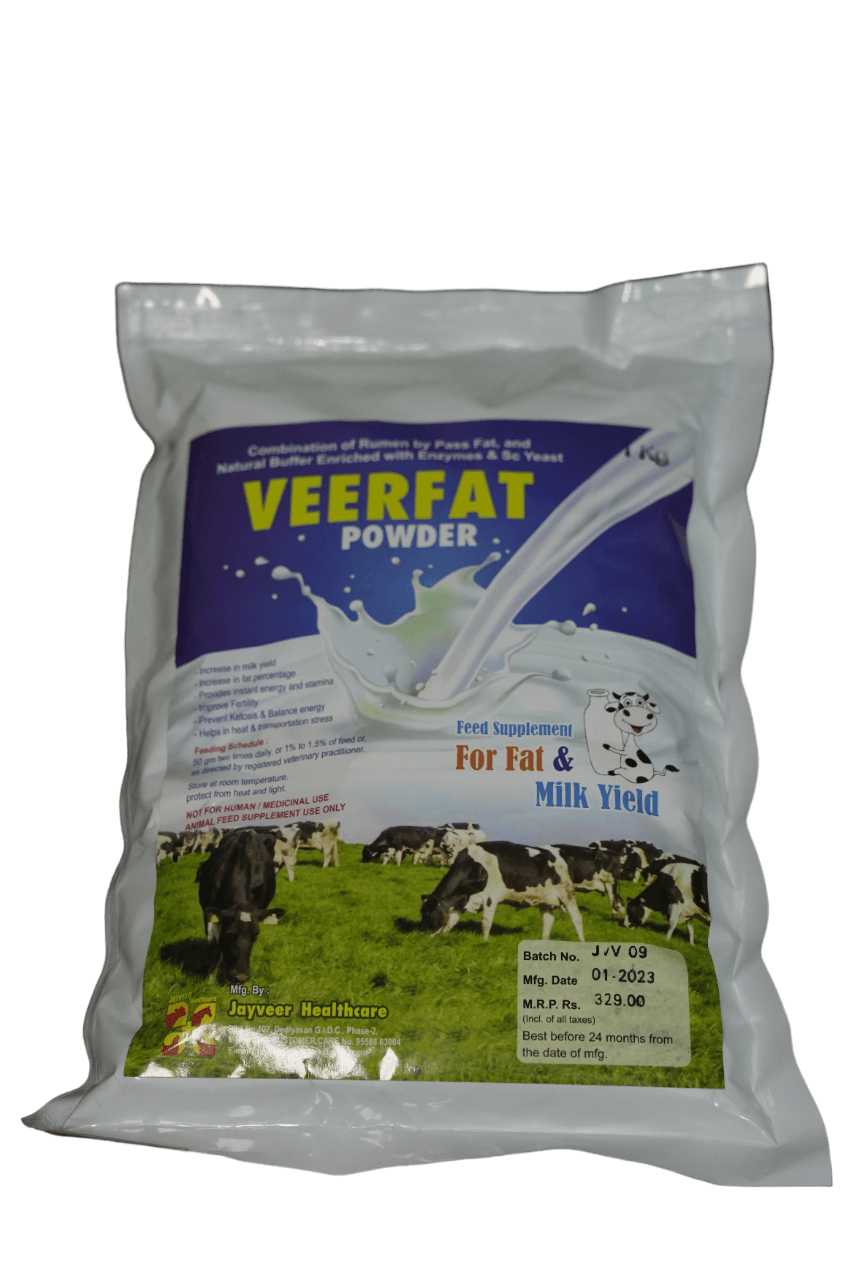 Combination of Rumen by Pass Fat, and
Natural Buffer Enriched with Enzymes & Sc Yeast
1 Kg
VEERFAT
POWDER
- Increase in milk yield
- Increase in fat percentage
- Provides instant energy and stamina
- Improve Fertility
- Prevent Ketosis & Balance energy
- Helps in heat & transportation stress
Feeding Schedule :
50 gm two times daily. or 1% to 1.5% of feed or,
as directed by registered veterinary practitioner.
Store at room temperature.
protect from heat and light.
NOT FOR HUMAN / MEDICINAL USE
ANIMAL FEED SUPPLEMENT USE ONLY
Feed Supplement
For Fat &
Milk Yield
Batch No. J/V 09
Mfg. Date 01-2023
M.R.P. Rs. 329.00
(Incl. of all taxes)
Best before 24 months from
the date of mfg.
Mfg. By :
Jayveer Healthcare
107, Dediyasan G.I.D.C., Phase-2,
CUSTOMER CARE No. 95588 63004